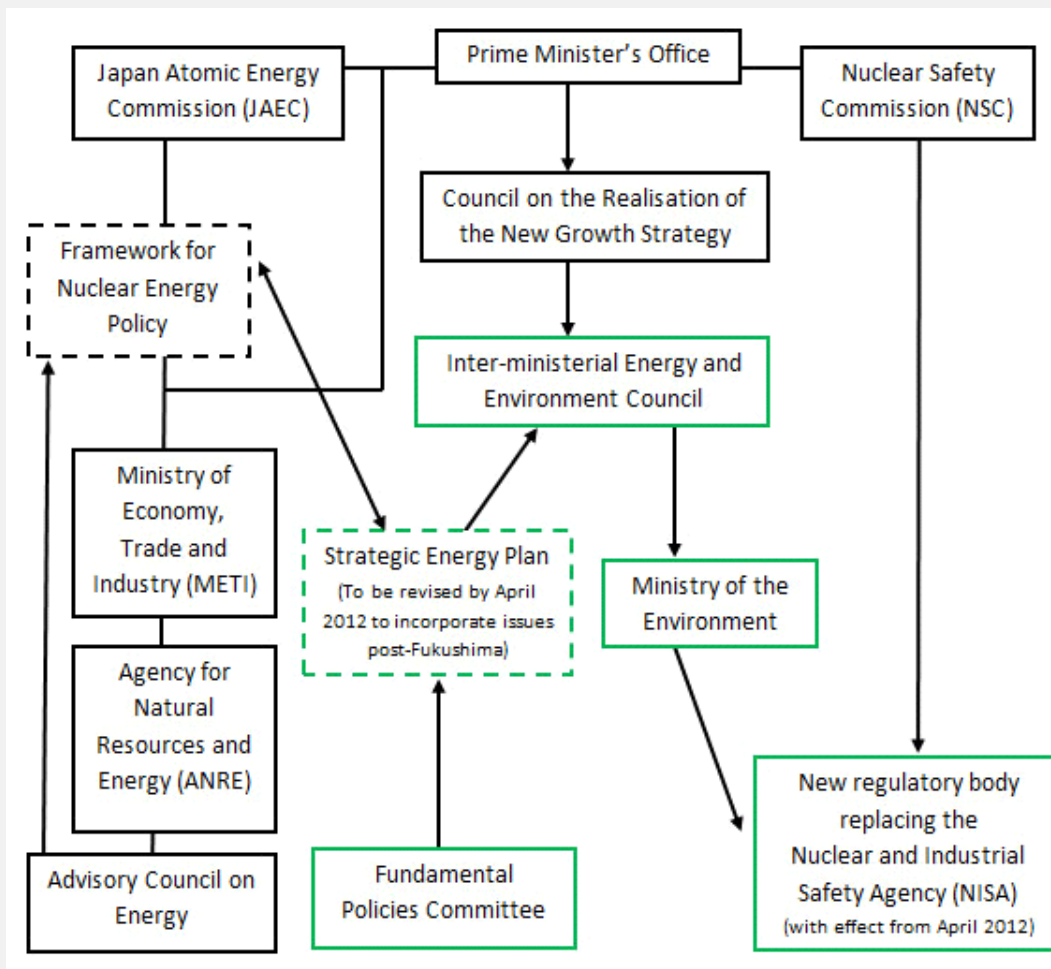 Prime Minister's Office
Japan Atomic Energy
Commission (JAEC)
Nuclear Safety
Commission (NSC)
Council on the Realisation of
the New Growth Strategy
Framework for
Nuclear Energy
Policy
Inter-ministerial Energy and
Environment Council
Ministry of
Economy,
Trade and
Industry (METI)
Strategic Energy Plan
(To be revised by April
2012 to incorporate issues
post-Fukushima)
Ministry of the
Environment
Agency for
Natural
Resources and
Energy (ANRE)
New regulatory body
replacing the
Nuclear and Industrial
Safety Agency (NISA)
(with effect from April 2012)
Advisory Council on
Energy
Fundamental
Policies Committee